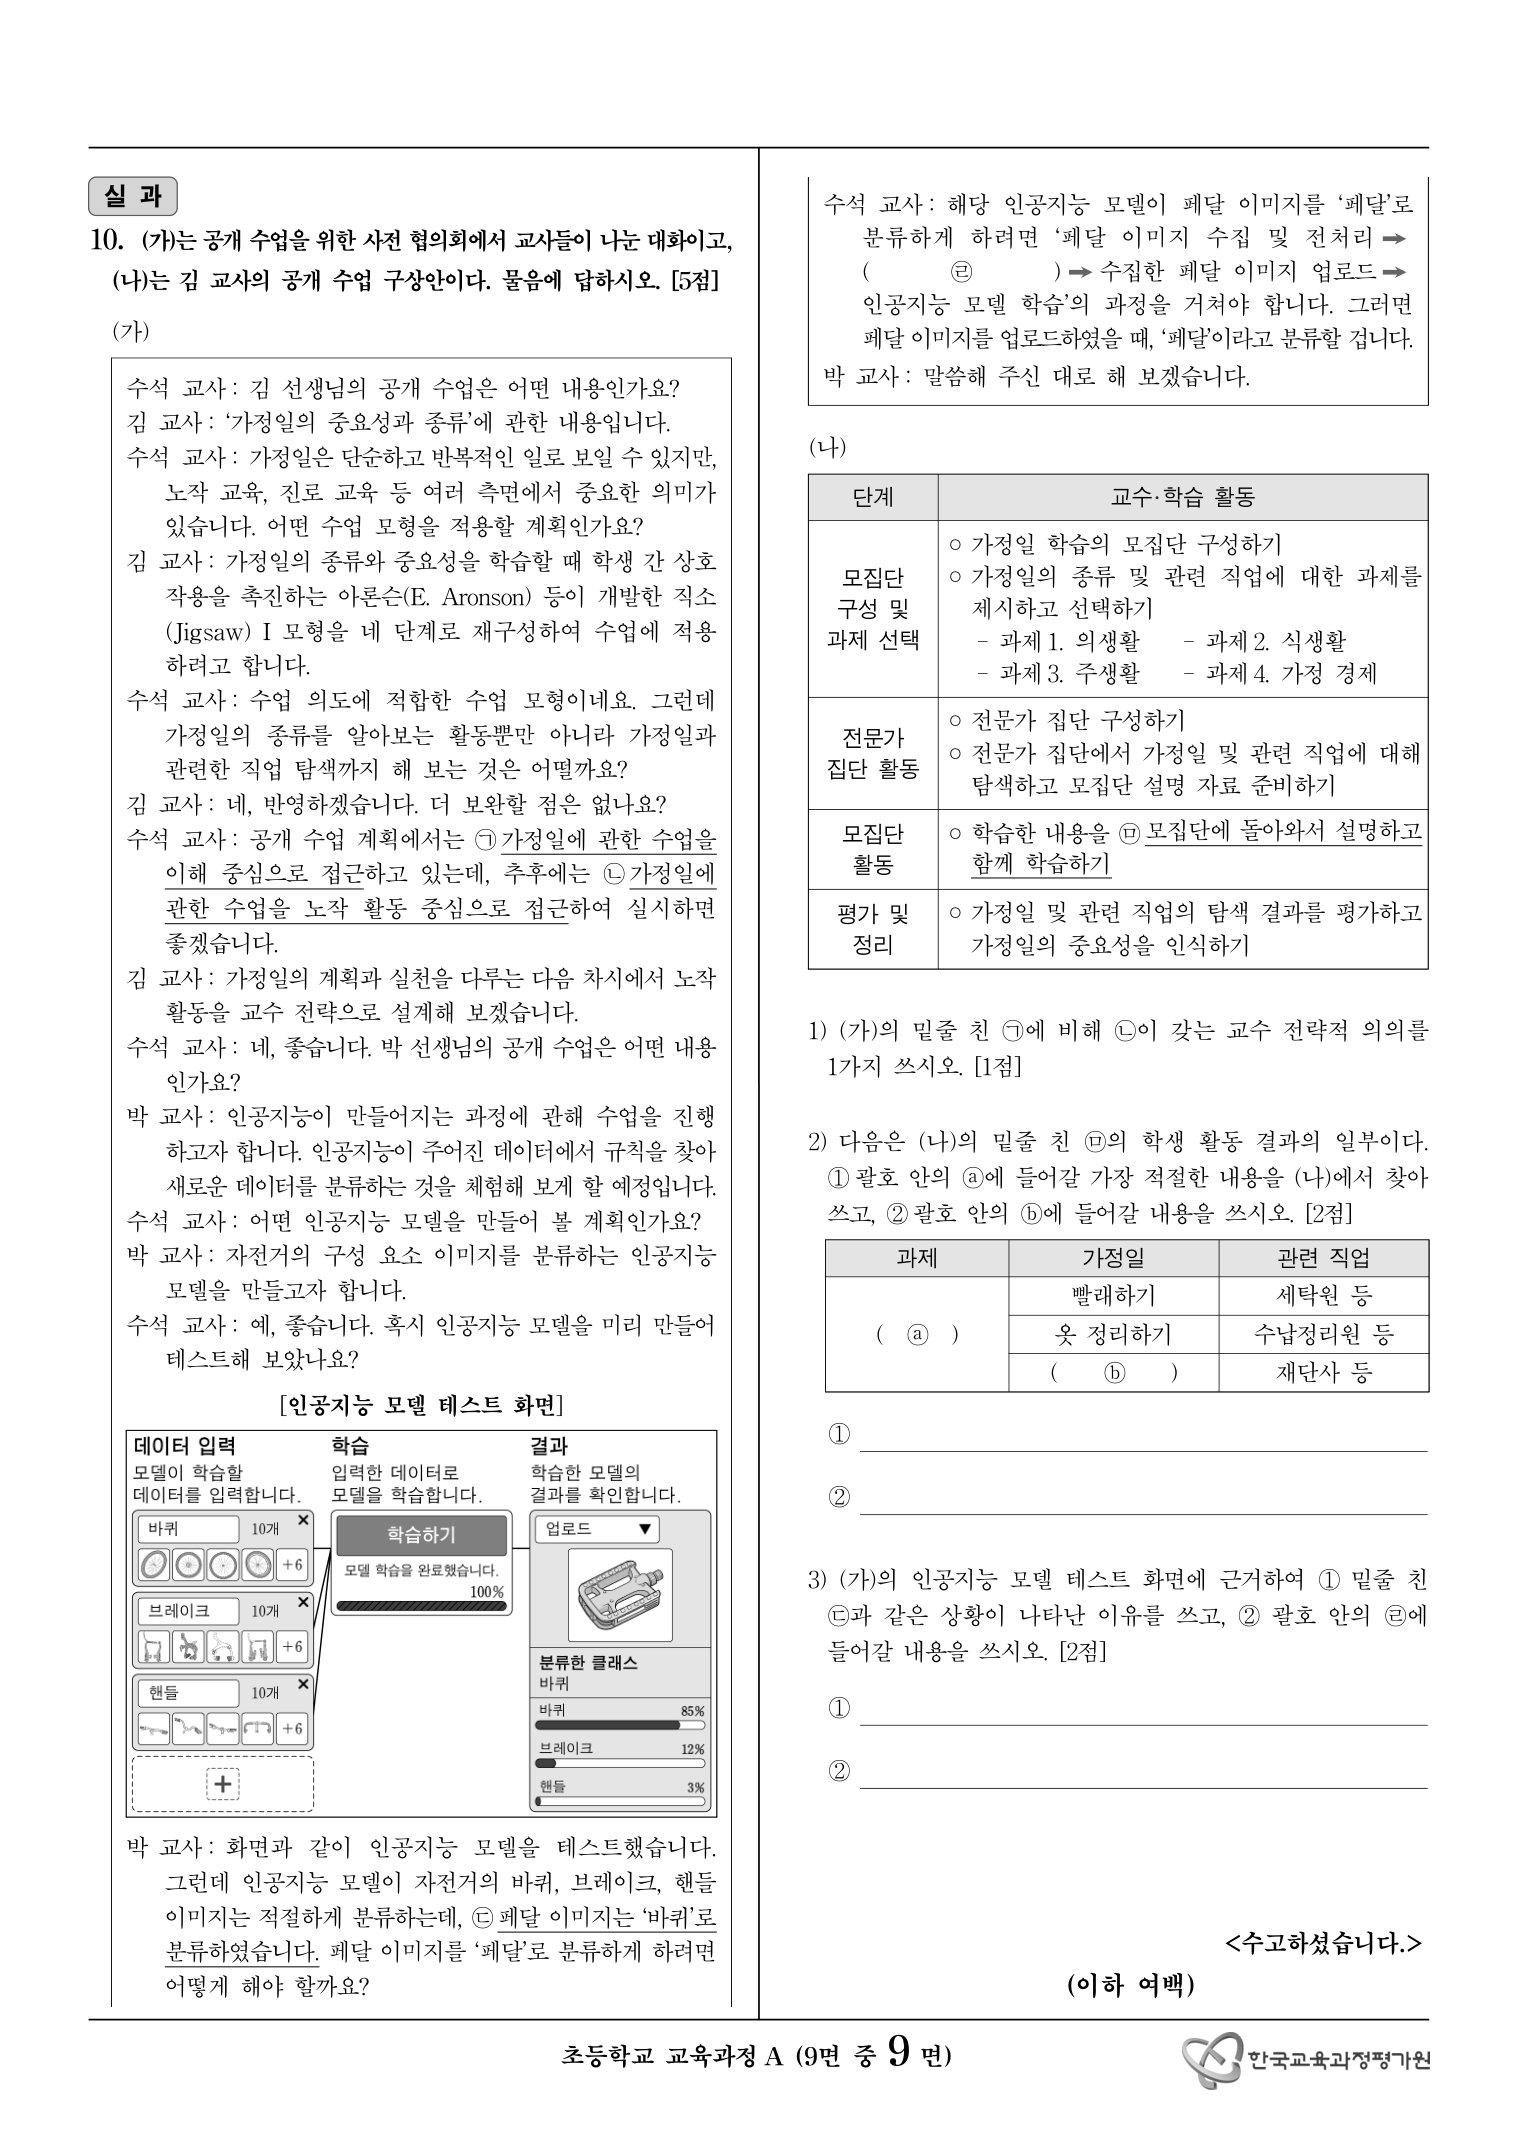 실 과
10. (가)는 공개 수업을 위한 사전 협의회에서 교사들이 나눈 대화이고,
(나)는 김 교사의 공개 수업 구상안이다. 물음에 답하시오. [5점]
(가)
수석 교사 : 김 선생님의 공개 수업은 어떤 내용인가요?
김 교사 : ‘가정일의 중요성과 종류’에 관한 내용입니다.
수석 교사 : 가정일은 단순하고 반복적인 일로 보일 수 있지만,
노작 교육, 진로 교육 등 여러 측면에서 중요한 의미가
있습니다. 어떤 수업 모형을 적용할 계획인가요?
김 교사 : 가정일의 종류와 중요성을 학습할 때 학생 간 상호
작용을 촉진하는 아론슨(E. Aronson) 등이 개발한 직소
(Jigsaw) I 모형을 네 단계로 재구성하여 수업에 적용
하려고 합니다.
수석 교사 : 수업 의도에 적합한 수업 모형이네요. 그런데
가정일의 종류를 알아보는 활동뿐만 아니라 가정일과
관련한 직업 탐색까지 해 보는 것은 어떨까요?
김 교사 : 네, 반영하겠습니다. 더 보완할 점은 없나요?
수석 교사 : 공개 수업 계획에서는 ㉠ 가정일에 관한 수업을
이해 중심으로 접근하고 있는데, 추후에는 ㉡ 가정일에
관한 수업을 노작 활동 중심으로 접근하여 실시하면
좋겠습니다.
김 교사 : 가정일의 계획과 실천을 다루는 다음 차시에서 노작
활동을 교수 전략으로 설계해 보겠습니다.
수석 교사 : 네, 좋습니다. 박 선생님의 공개 수업은 어떤 내용
인가요?
박 교사 : 인공지능이 만들어지는 과정에 관해 수업을 진행
하고자 합니다. 인공지능이 주어진 데이터에서 규칙을 찾아
새로운 데이터를 분류하는 것을 체험해 보게 할 예정입니다.
수석 교사 : 어떤 인공지능 모델을 만들어 볼 계획인가요?
박 교사 : 자전거의 구성 요소 이미지를 분류하는 인공지능
모델을 만들고자 합니다.
수석 교사 : 예, 좋습니다. 혹시 인공지능 모델을 미리 만들어
테스트해 보았나요?
[인공지능 모델 테스트 화면]
데이터 입력
모델이 학습할
데이터를 입력합니다.
바퀴 10개 ×
+6
브레이크 10개 ×
+6
핸들 10개 ×
+6
+
학습
입력한 데이터로
모델을 학습합니다.
학습하기
모델 학습을 완료했습니다.
100%
결과
학습한 모델의
결과를 확인합니다.
업로드 ▼
분류한 클래스
바퀴
바퀴 85%
브레이크 12%
핸들 3%
박 교사 : 화면과 같이 인공지능 모델을 테스트했습니다.
그런데 인공지능 모델이 자전거의 바퀴, 브레이크, 핸들
이미지는 적절하게 분류하는데, ㉢ 페달 이미지는 ‘바퀴’로
분류하였습니다. 페달 이미지를 ‘페달’로 분류하게 하려면
어떻게 해야 할까요?
수석 교사 : 해당 인공지능 모델이 페달 이미지를 ‘페달’로
분류하게 하려면 ‘페달 이미지 수집 및 전처리 ➡
( ㉣ ) ➡ 수집한 페달 이미지 업로드 ➡
인공지능 모델 학습’의 과정을 거쳐야 합니다. 그러면
페달 이미지를 업로드하였을 때, ‘페달’이라고 분류할 겁니다.
박 교사 : 말씀해 주신 대로 해 보겠습니다.
(나)
단계 교수·학습 활동
모집단
구성 및
과제 선택
○ 가정일 학습의 모집단 구성하기
○ 가정일의 종류 및 관련 직업에 대한 과제를
제시하고 선택하기
- 과제 1. 의생활 - 과제 2. 식생활
- 과제 3. 주생활 - 과제 4. 가정 경제
전문가
집단 활동
○ 전문가 집단 구성하기
○ 전문가 집단에서 가정일 및 관련 직업에 대해
탐색하고 모집단 설명 자료 준비하기
모집단
활동
○ 학습한 내용을 ㉤ 모집단에 돌아와서 설명하고
함께 학습하기
평가 및
정리
○ 가정일 및 관련 직업의 탐색 결과를 평가하고
가정일의 중요성을 인식하기
1) (가)의 밑줄 친 ㉠에 비해 ㉡이 갖는 교수 전략적 의의를
1가지 쓰시오. [1점]
2) 다음은 (나)의 밑줄 친 ㉤의 학생 활동 결과의 일부이다.
① 괄호 안의 ⓐ에 들어갈 가장 적절한 내용을 (나)에서 찾아
쓰고, ② 괄호 안의 ⓑ에 들어갈 내용을 쓰시오. [2점]
과제 가정일 관련 직업
( ⓐ )
빨래하기 세탁원 등
옷 정리하기 수납정리원 등
( ⓑ ) 재단사 등
①
②
3) (가)의 인공지능 모델 테스트 화면에 근거하여 ① 밑줄 친
㉢과 같은 상황이 나타난 이유를 쓰고, ② 괄호 안의 ㉣에
들어갈 내용을 쓰시오. [2점]
①
②
<수고하셨습니다.>
(이하 여백)
초등학교 교육과정 A (9면 중 9 면)
한국교육과정평가원